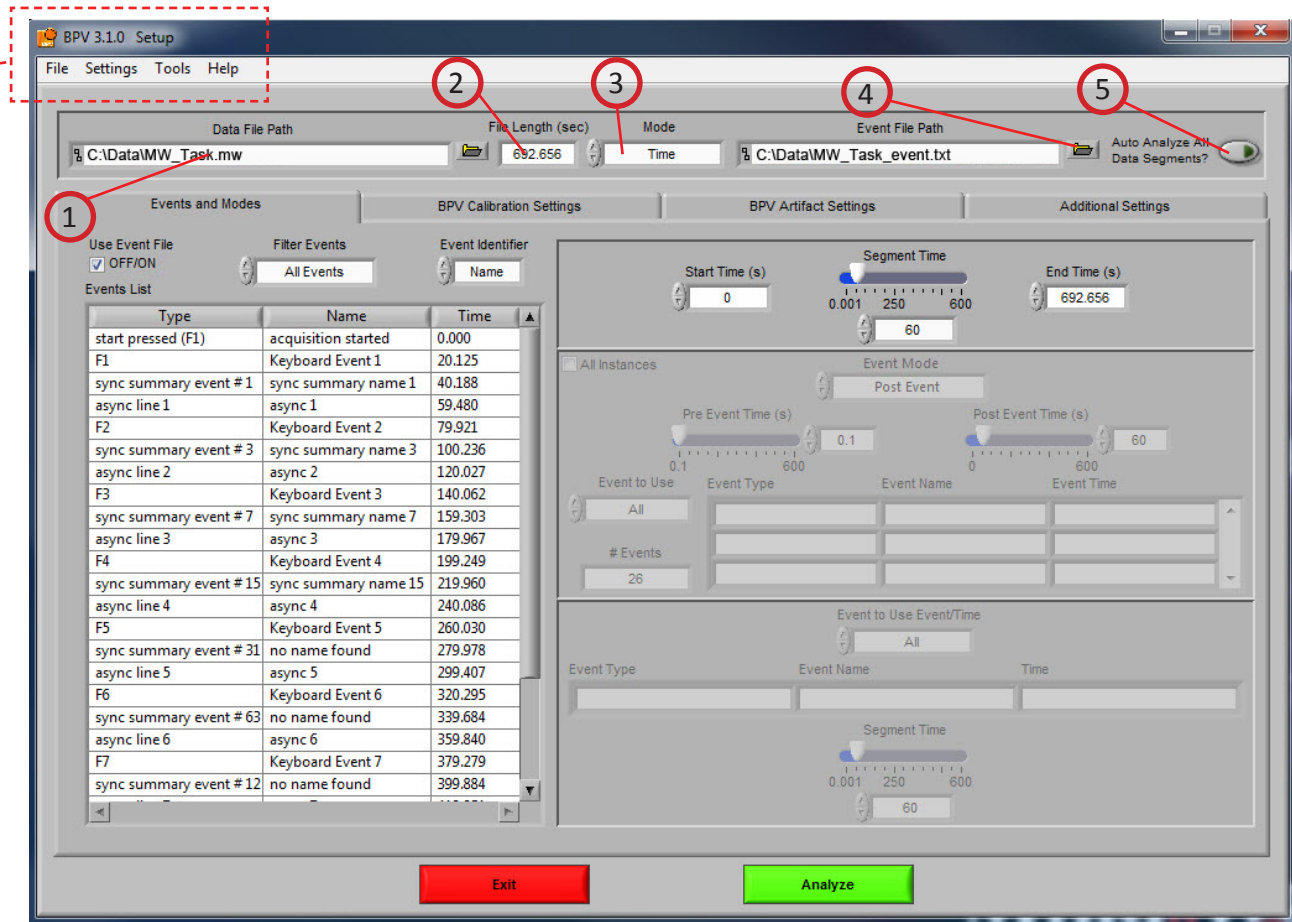 BPV 3.1.0 Setup
File Settings Tools Help
2
3
4
5
Data File Path
File Length (sec)
Mode
Event File Path
C:\Data\MW_Task.mw
692.656
Time
C:\Data\MW_Task_event.txt
Auto Analyze All
Data Segments?
1
Events and Modes
BPV Calibration Settings
BPV Artifact Settings
Additional Settings
Use Event File
OFF/ON
Filter Events
All Events
Event Identifier
Name
Events List
Type Name Time
start pressed (F1) acquisition started 0.000
F1 Keyboard Event 1 20.125
sync summary event # 1 sync summary name 1 40.188
async line 1 async 1 59.480
F2 Keyboard Event 2 79.921
sync summary event # 3 sync summary name 3 100.236
async line 2 async 2 120.027
F3 Keyboard Event 3 140.062
sync summary event # 7 sync summary name 7 159.303
async line 3 async 3 179.967
F4 Keyboard Event 4 199.249
sync summary event # 15 sync summary name 15 219.960
async line 4 async 4 240.086
F5 Keyboard Event 5 260.030
sync summary event # 31 no name found 279.978
async line 5 async 5 299.407
F6 Keyboard Event 6 320.295
sync summary event # 63 no name found 339.684
async line 6 async 6 359.840
F7 Keyboard Event 7 379.279
sync summary event # 12 no name found 399.884
Start Time (s)
0
Segment Time
0.001 250 600
60
End Time (s)
692.656
All Instances
Event Mode
Post Event
Pre Event Time (s)
0.1
0.1 600
Post Event Time (s)
60
0 600
Event to Use
All
Event Type Event Name Event Time
# Events
26
Event to Use Event/Time
All
Event Type Event Name Time
Segment Time
0.001 250 600
60
Exit
Analyze